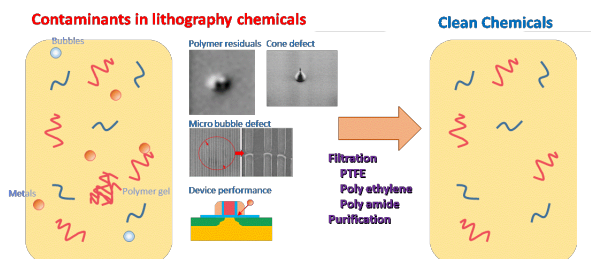 Contaminants in lithography chemicals
Clean Chemicals
Bubbles
Polymer residuals
Cone defect
Micro bubble defect
Metals
Polymer gel
Device performance
Filtration
PTFE
Poly ethylene
Poly amide
Purification